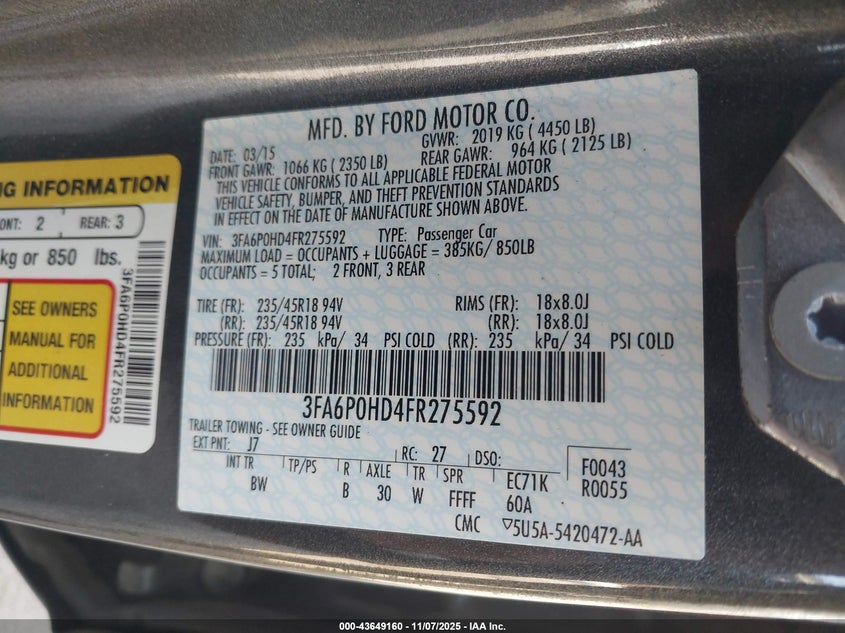 MFD. BY FORD MOTOR CO.
DATE: 03/15 GVWR: 2019 KG ( 4450 LB)
FRONT GAWR: 1066 KG ( 2350 LB) REAR GAWR: 964 KG ( 2125 LB)
THIS VEHICLE CONFORMS TO ALL APPLICABLE FEDERAL MOTOR
VEHICLE SAFETY, BUMPER, AND THEFT PREVENTION STANDARDS
IN EFFECT ON THE DATE OF MANUFACTURE SHOWN ABOVE.
VIN: 3FA6P0HD4FR275592 TYPE: Passenger Car
MAXIMUM LOAD = OCCUPANTS + LUGGAGE = 385KG/ 850LB
OCCUPANTS = 5 TOTAL; 2 FRONT, 3 REAR
TIRE (FR): 235/45R18 94V RIMS (FR): 18x8.0J
(RR): 235/45R18 94V (RR): 18x8.0J
PRESSURE (FR): 235 kPa/ 34 PSI COLD (RR): 235 kPa/ 34 PSI COLD
3FA6P0HD4FR275592
TRAILER TOWING - SEE OWNER GUIDE
EXT PNT: J7 RC: 27 DSO: F0043
INT TR TP/PS R AXLE TR SPR EC71K R0055
BW B 30 W FFFF 60A
CMC ▽5U5A-5420472-AA
NG INFORMATION
ONT: 2 REAR: 3
kg or 850 lbs.
SEE OWNERS
MANUAL FOR
ADDITIONAL
INFORMATION
3FA6P0HD4FR275592
000-43649160 - 11/07/2025 - IAA Inc.